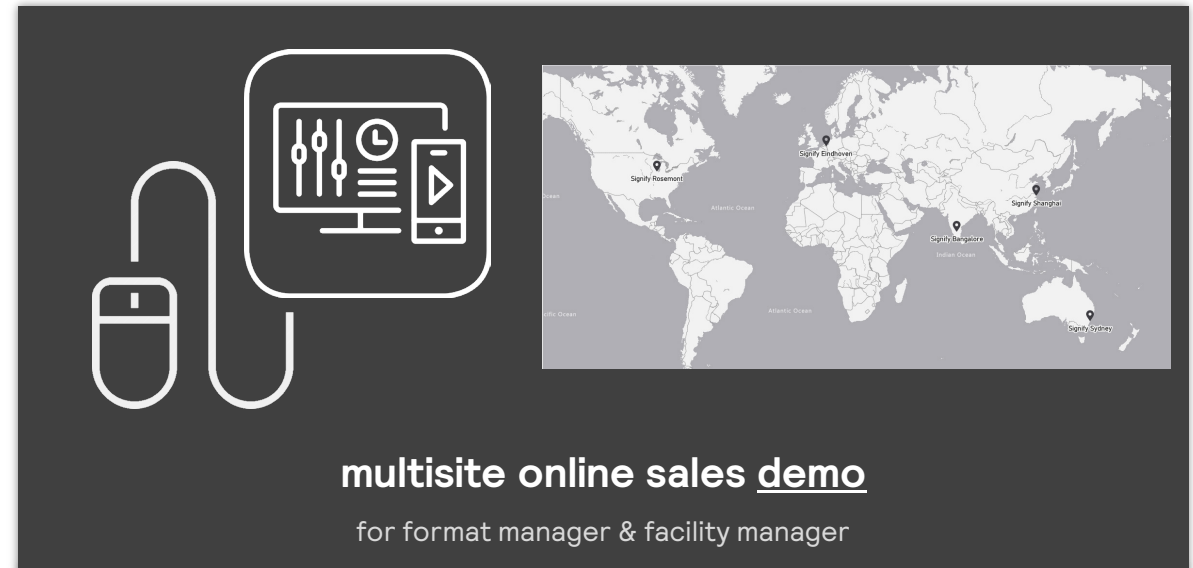 Signify Eindhoven
Signify Rosemont
Signify Shanghai
Atlantic Ocean
Signify Bangalore
Indian Ocean
Atlantic Ocean
Signify Sydney
multisite online sales demo
for format manager & facility manager